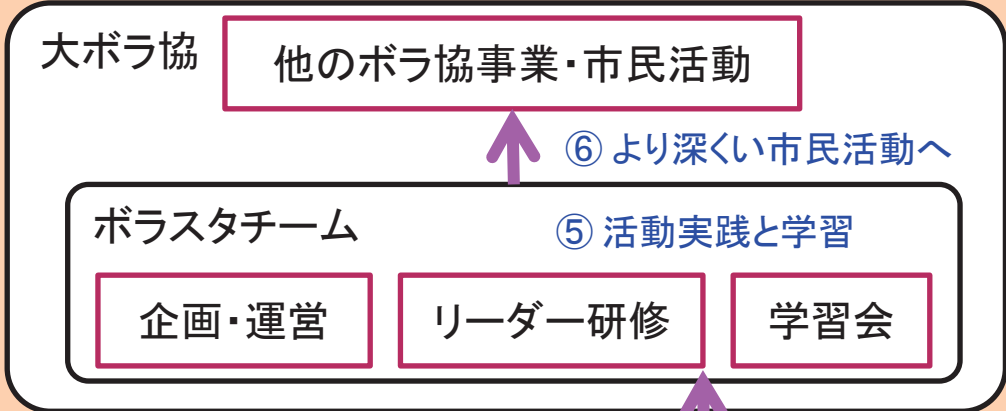 大ボラ協
他のボラ協事業・市民活動
⑥ より深くい市民活動へ
ボラスタチーム
⑤ 活動実践と学習
企画・運営
リーダー研修
学習会